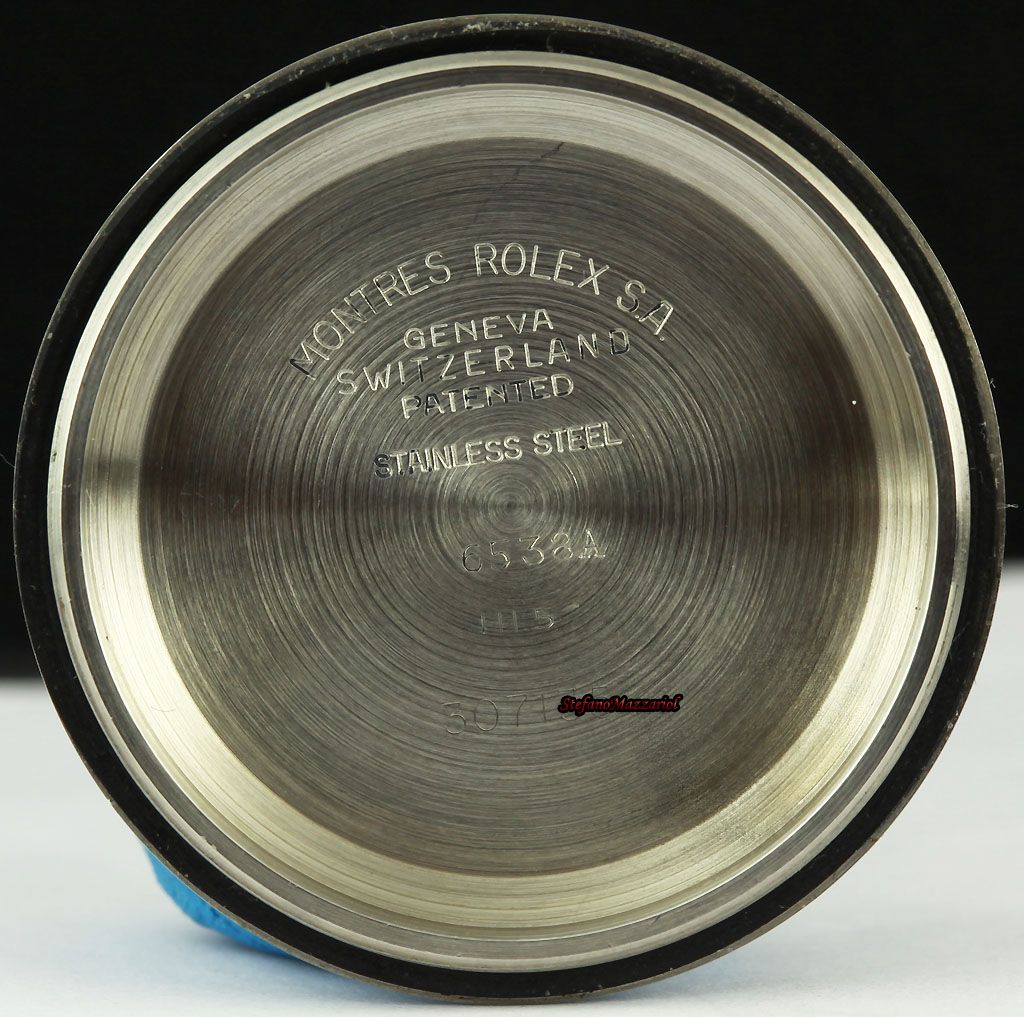 MONTRES ROLEX S.A.
GENEVA
SWITZERLAND
PATENTED
STAINLESS STEEL
6538A
StefanoMazzariol